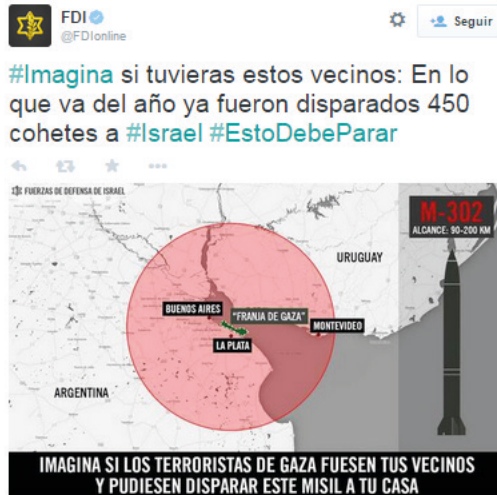 FDI
@FDIonline
Seguir
#Imagina si tuvieras estos vecinos: En lo
que va del año ya fueron disparados 450
cohetes a #Israel #EstoDebeParar
FUERZAS DE DEFENSA DE ISRAEL
M-302
ALCANCE: 90-200 KM
URUGUAY
BUENOS AIRES
"FRANJA DE GAZA"
MONTEVIDEO
LA PLATA
ARGENTINA
IMAGINA SI LOS TERRORISTAS DE GAZA FUESEN TUS VECINOS
Y PUDIESEN DISPARAR ESTE MISIL A TU CASA